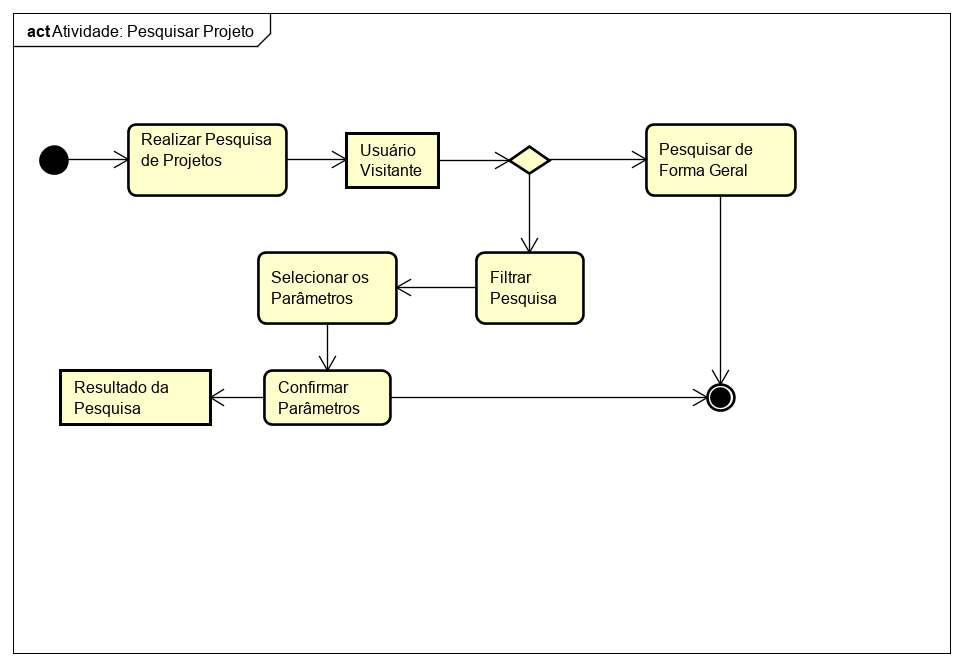 act Atividade: Pesquisar Projeto
Realizar Pesquisa
de Projetos
Usuário
Visitante
Pesquisar de
Forma Geral
Selecionar os
Parâmetros
Filtrar
Pesquisa
Resultado da
Pesquisa
Confirmar
Parâmetros